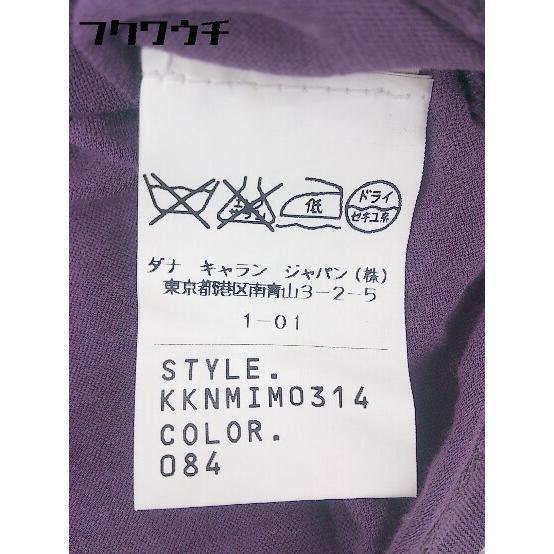 フクウウチ
低
ドライ
セキユ系
ダナ キャラン ジャパン(株)
東京都港区南青山3-2-5
1-01
STYLE.
KKNMIM0314
COLOR.
084